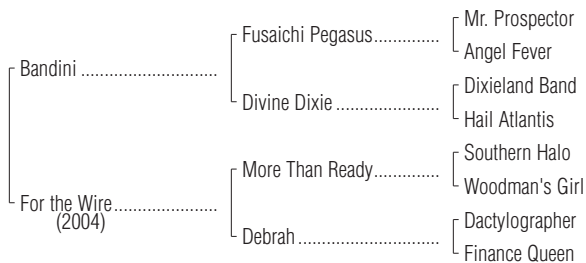 Mr. Prospector
Fusaichi Pegasus..............
Angel Fever
Bandini .............................
Dixieland Band
Divine Dixie ......................
Hail Atlantis
Southern Halo
More Than Ready..............
Woodman's Girl
For the Wire......................
(2004)
Dactylographer
Debrah ..............................
Finance Queen